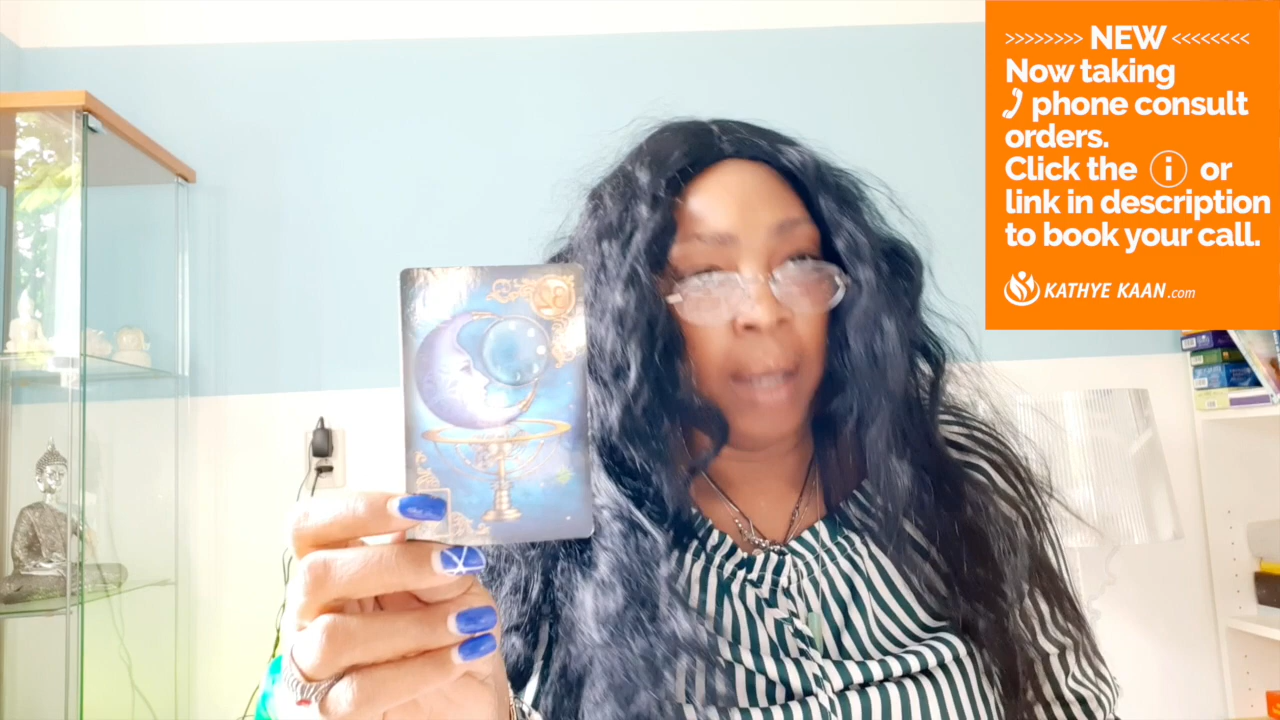 >>>>>>>> NEW <<<<<<<<
Now taking
phone consult
orders.
Click the ⓘ or
link in description
to book your call.
KATHYE KAAN.com